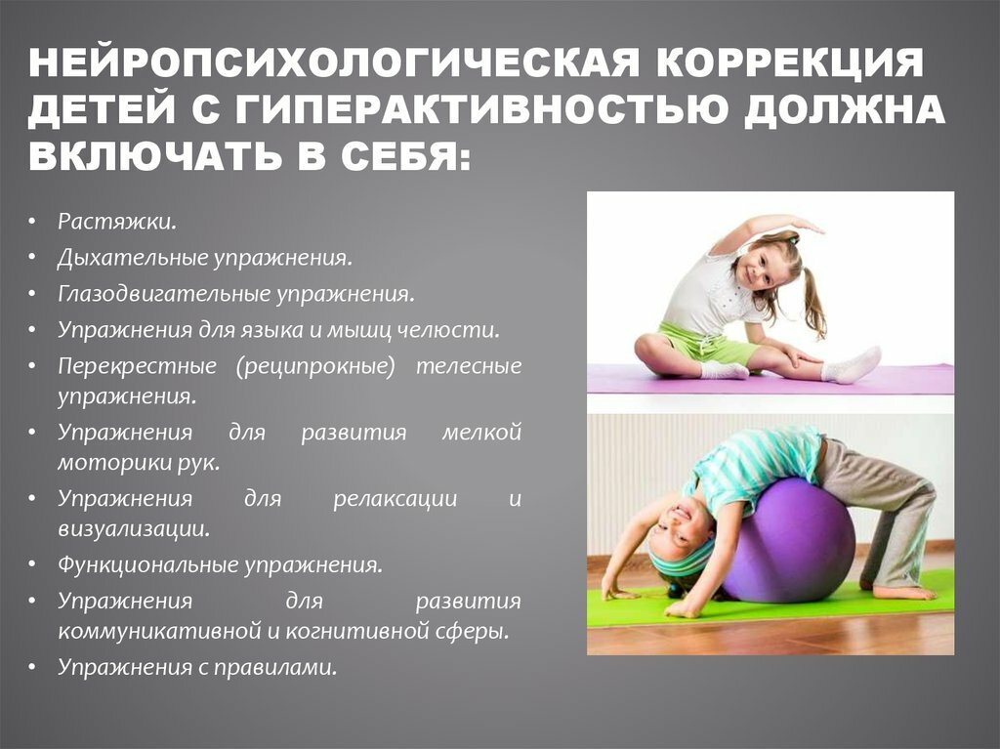 НЕЙРОПСИХОЛОГИЧЕСКАЯ КОРРЕКЦИЯ
ДЕТЕЙ С ГИПЕРАКТИВНОСТЬЮ ДОЛЖНА
ВКЛЮЧАТЬ В СЕБЯ:
• Растяжки.
• Дыхательные упражнения.
• Глазодвигательные упражнения.
• Упражнения для языка и мышц челюсти.
• Перекрестные (реципрокные) телесные
упражнения.
• Упражнения для развития мелкой
моторики рук.
• Упражнения для релаксации и
визуализации.
• Функциональные упражнения.
• Упражнения для развития
коммуникативной и когнитивной сферы.
• Упражнения с правилами.